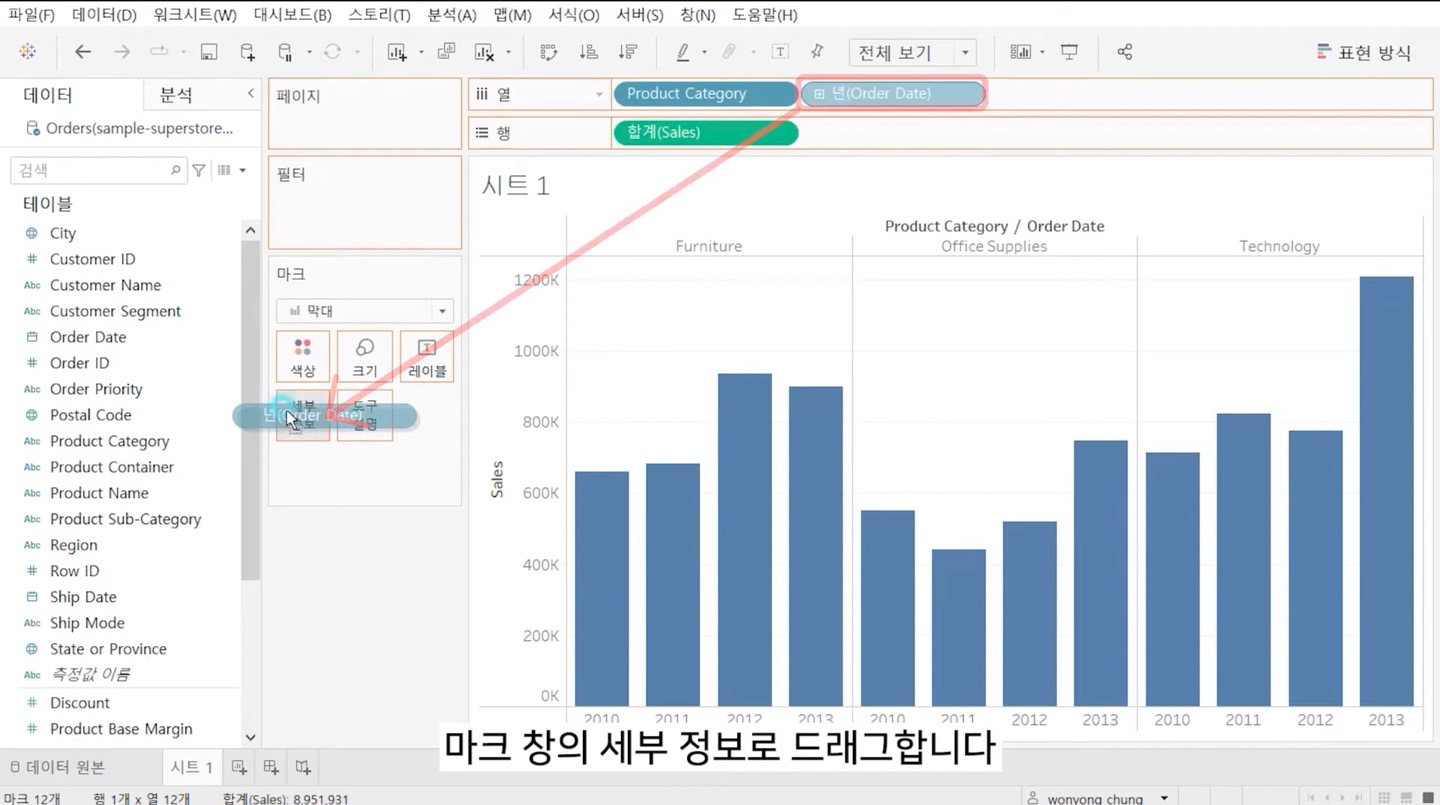 파일(F) 데이터(D) 워크시트(W) 대시보드(B) 스토리(T) 분석(A) 맵(M) 서식(O) 서버(S) 창(N) 도움말(H)
전체 보기
표현 방식
데이터 분석
Orders(sample-superstore...
검색
테이블
City
Customer ID
Abc Customer Name
Abc Customer Segment
Order Date
Order ID
Abc Order Priority
Postal Code
Abc Product Category
Abc Product Container
Abc Product Name
Abc Product Sub-Category
Abc Region
Row ID
Ship Date
Abc Ship Mode
State or Province
Abc 측정값 이름
Discount
Product Base Margin
페이지
필터
마크
막대
색상 크기 레이블
세부 도구
설명
년(Order Date)
열 Product Category 년(Order Date)
행 합계(Sales)
시트 1
Product Category / Order Date
Furniture Office Supplies Technology
Sales
1200K
1000K
800K
600K
400K
200K
0K
2010 2011 2012 2013 2010 2011 2012 2013 2010 2011 2012 2013
마크 창의 세부 정보로 드래그합니다
데이터 원본 시트 1
마크 12개 행 1개 x 열 12개 합계(Sales): 8,951,931
wonyong chung